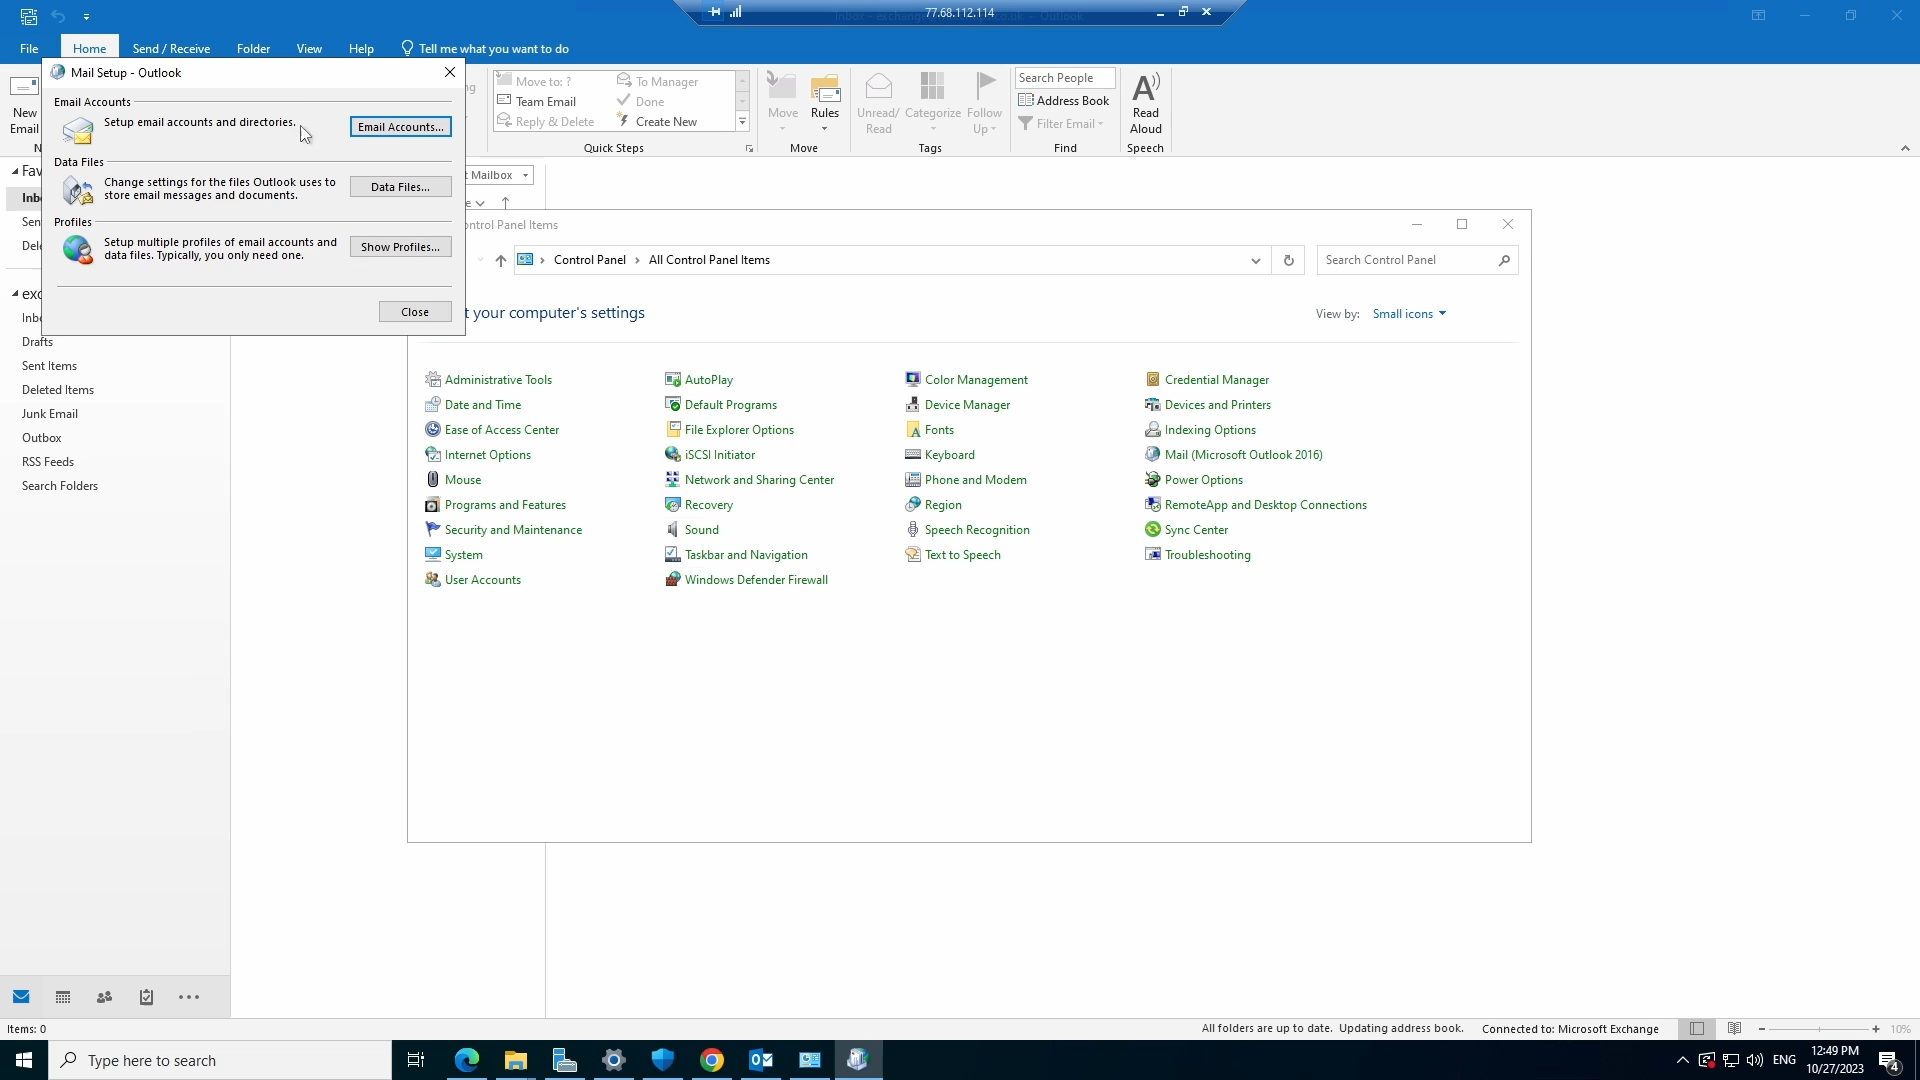 77.68.112.114
File Home Send / Receive Folder View Help Tell me what you want to do
Mail Setup - Outlook
Email Accounts
Setup email accounts and directories.
Email Accounts...
Data Files
Change settings for the files Outlook uses to
store email messages and documents.
Data Files...
Profiles
Setup multiple profiles of email accounts and
data files. Typically, you only need one.
Show Profiles...
Close
New
Email
Move to: ?
To Manager
Team Email
Done
Reply & Delete
Create New
Quick Steps
Move
Rules
Move
Unread/
Read
Categorize
Follow
Up
Tags
Search People
Address Book
Filter Email
Find
Read
Aloud
Speech
Fav
Inbo
Sen
Dele
exc
Inbo
Drafts
Sent Items
Deleted Items
Junk Email
Outbox
RSS Feeds
Search Folders
t Mailbox
ontrol Panel Items
Control Panel > All Control Panel Items
Search Control Panel
t your computer's settings
View by: Small icons
Administrative Tools
AutoPlay
Color Management
Credential Manager
Date and Time
Default Programs
Device Manager
Devices and Printers
Ease of Access Center
File Explorer Options
Fonts
Indexing Options
Internet Options
iSCSI Initiator
Keyboard
Mail (Microsoft Outlook 2016)
Mouse
Network and Sharing Center
Phone and Modem
Power Options
Programs and Features
Recovery
Region
RemoteApp and Desktop Connections
Security and Maintenance
Sound
Speech Recognition
Sync Center
System
Taskbar and Navigation
Text to Speech
Troubleshooting
User Accounts
Windows Defender Firewall
Items: 0
All folders are up to date. Updating address book.
Connected to: Microsoft Exchange
10%
Type here to search
ENG
12:49 PM
10/27/2023
4